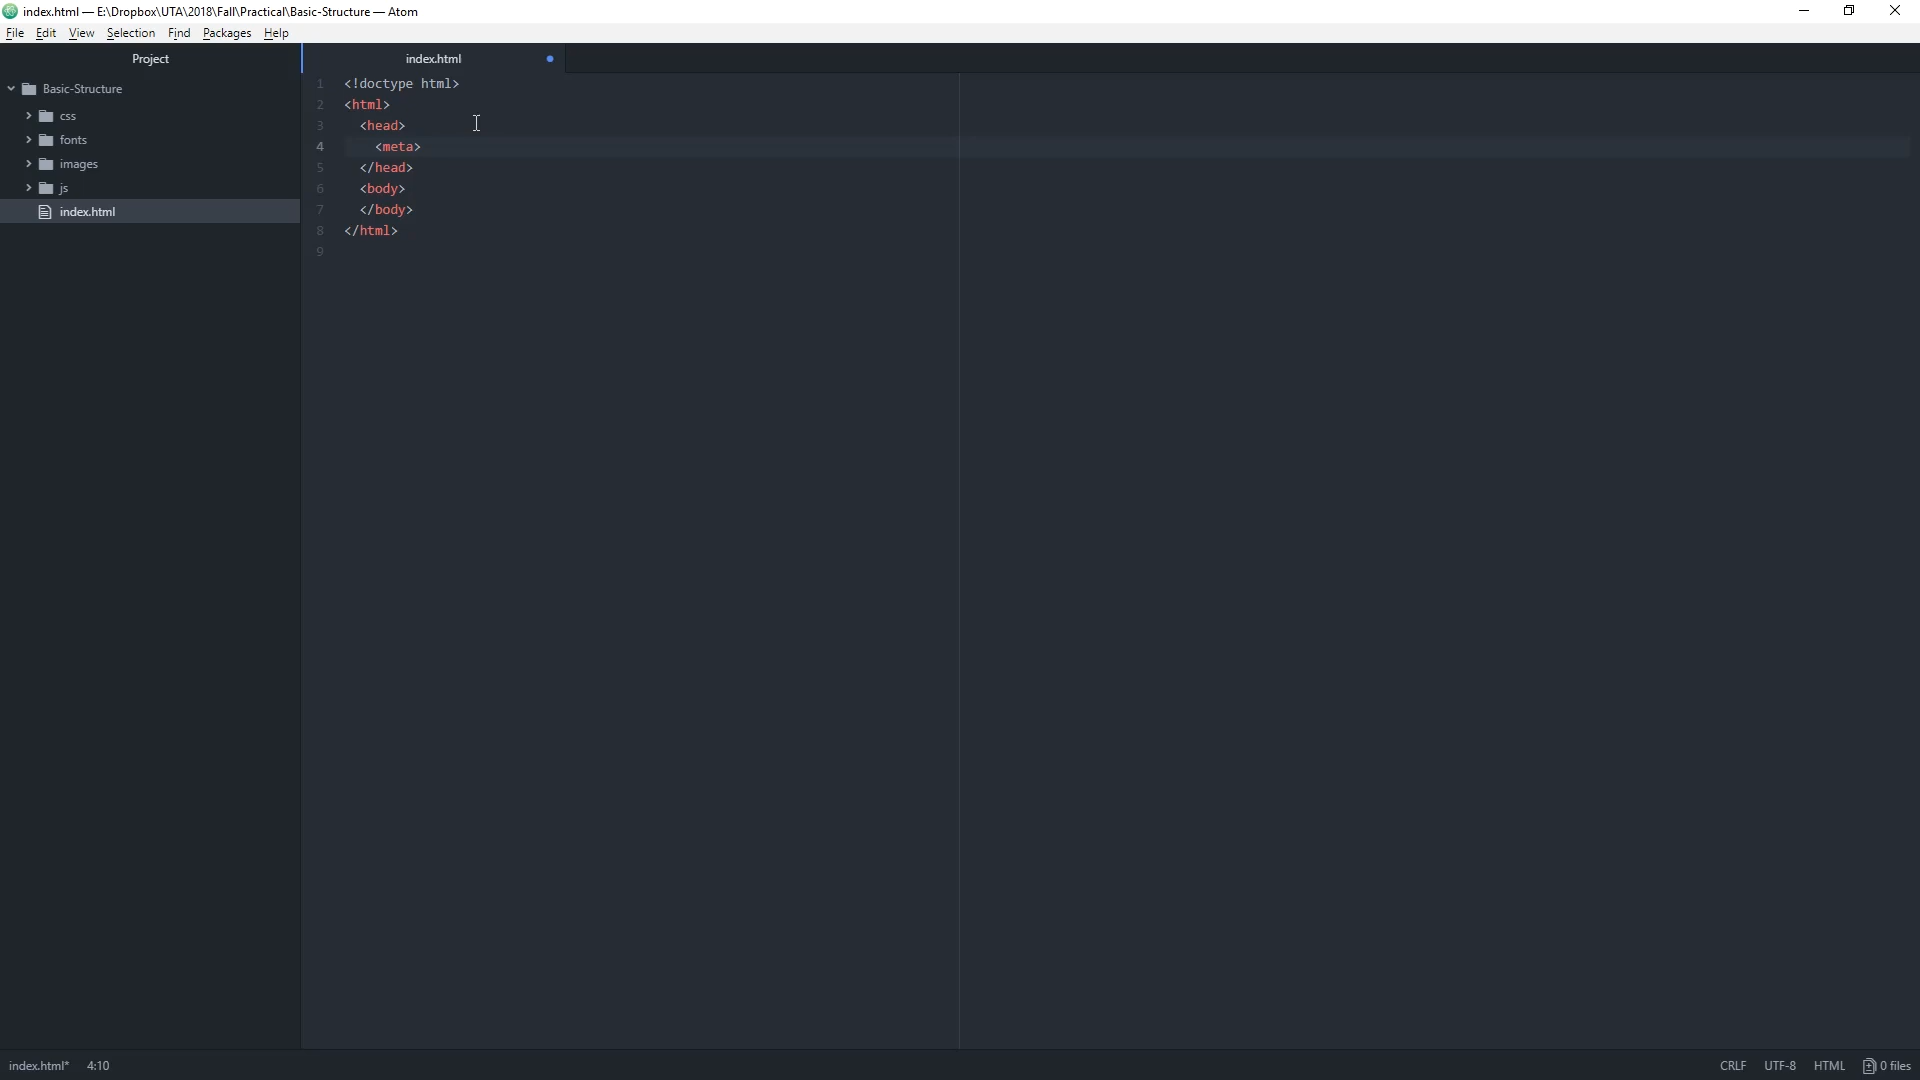 index.html — E:\Dropbox\UTA\2018\Fall\Practical\Basic-Structure — Atom
File Edit View Selection Find Packages Help
Project
index.html
Basic-Structure
css
fonts
images
js
index.html
1 <!doctype html>
2 <html>
3 <head>
4 <meta>
5 </head>
6 <body>
7 </body>
8 </html>
9
index.html* 4:10 CRLF UTF-8 HTML 0 files